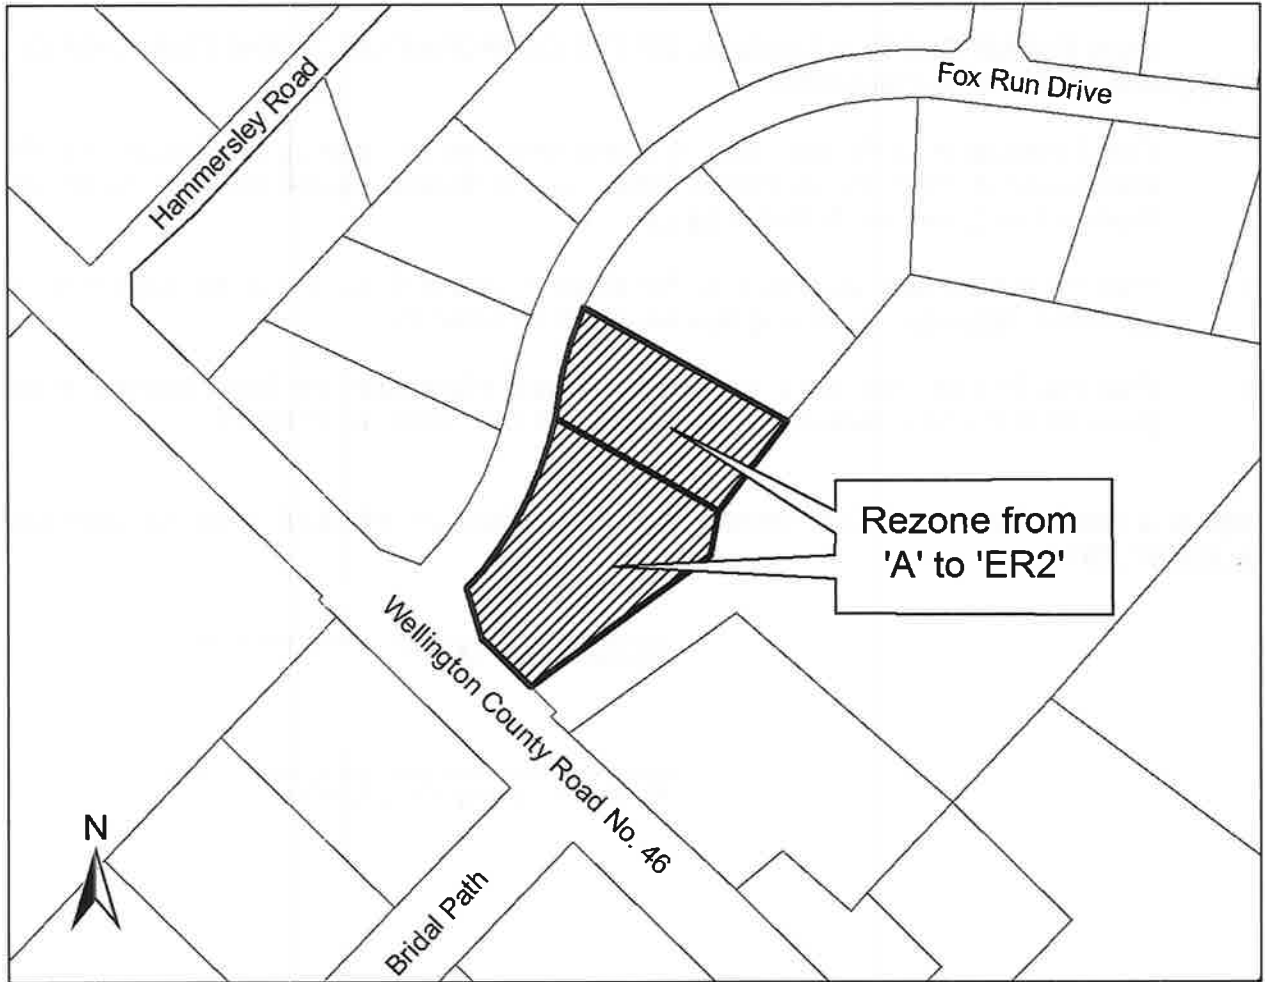 Fox Run Drive
Hammersley Road
Rezone from
'A' to 'ER2'
Wellington County Road No. 46
N
Bridal Path